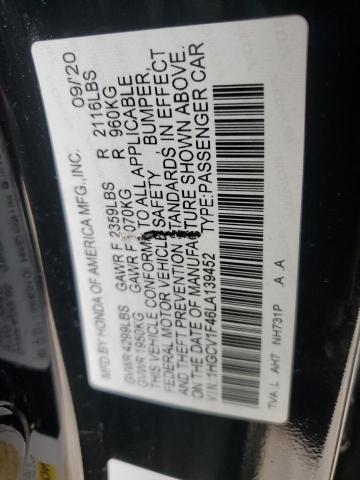 MFG.BY HONDA OF AMERICA MFG.,INC. 09/'20
GVWR 4299LBS GAWR F 2359LBS R 2116LBS
GVWR 1950KG GAWR F 1070KG R 960KG
THIS VEHICLE CONFORMS TO ALL APPLICABLE
FEDERAL MOTOR VEHICLE SAFETY, BUMPER,
AND THEFT PREVENTION STANDARDS IN EFFECT
ON THE DATE OF MANUFACTURE SHOWN ABOVE.
V.I.N.:1HGCV1F46LA139452 TYPE:PASSENGER CAR
TVA L AH7 NH731P A A